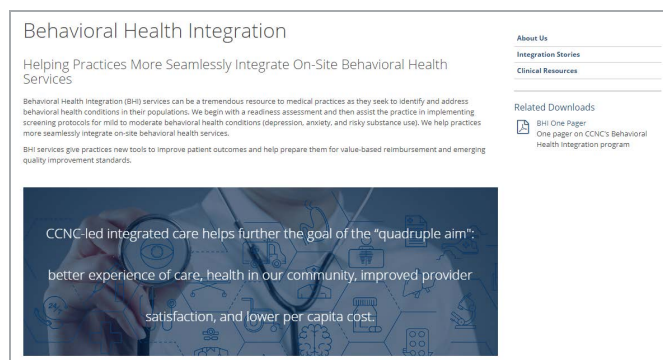 Behavioral Health Integration
Helping Practices More Seamlessly Integrate On-Site Behavioral Health
Services
Behavioral Health Integration (BHI) services can be a tremendous resource to medical practices as they seek to identify and address
behavioral health conditions in their populations. We begin with a readiness assessment and then assist the practice in implementing
screening protocols for mild to moderate behavioral health conditions (depression, anxiety, and risky substance use). We help practices
more seamlessly integrate on-site behavioral health services.
BHI services give practices new tools to improve patient outcomes and help prepare them for value-based reimbursement and emerging
quality improvement standards.
CCNC-led integrated care helps further the goal of the “quadruple aim”:
better experience of care, health in our community, improved provider
satisfaction, and lower per capita cost.
About Us
Integration Stories
Clinical Resources
Related Downloads
BHI One Pager
One pager on CCNC's Behavioral
Health Integration program